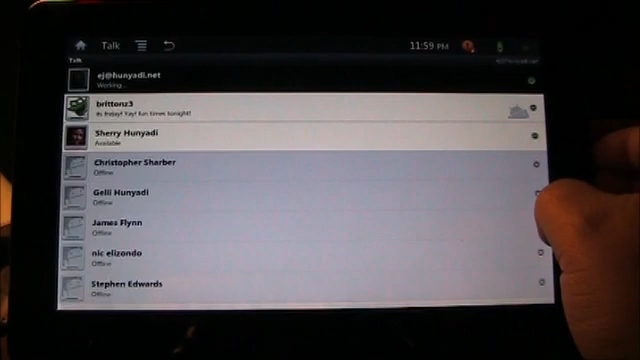 Talk
11:59 PM
Talk
ej@hunyadi.net
Working...
brittonz3
its friday! Yay! fun times tonight!
Sherry Hunyadi
Available
Christopher Sharber
Offline
Gelli Hunyadi
Offline
James Flynn
Offline
nic elizondo
Offline
Stephen Edwards
Offline